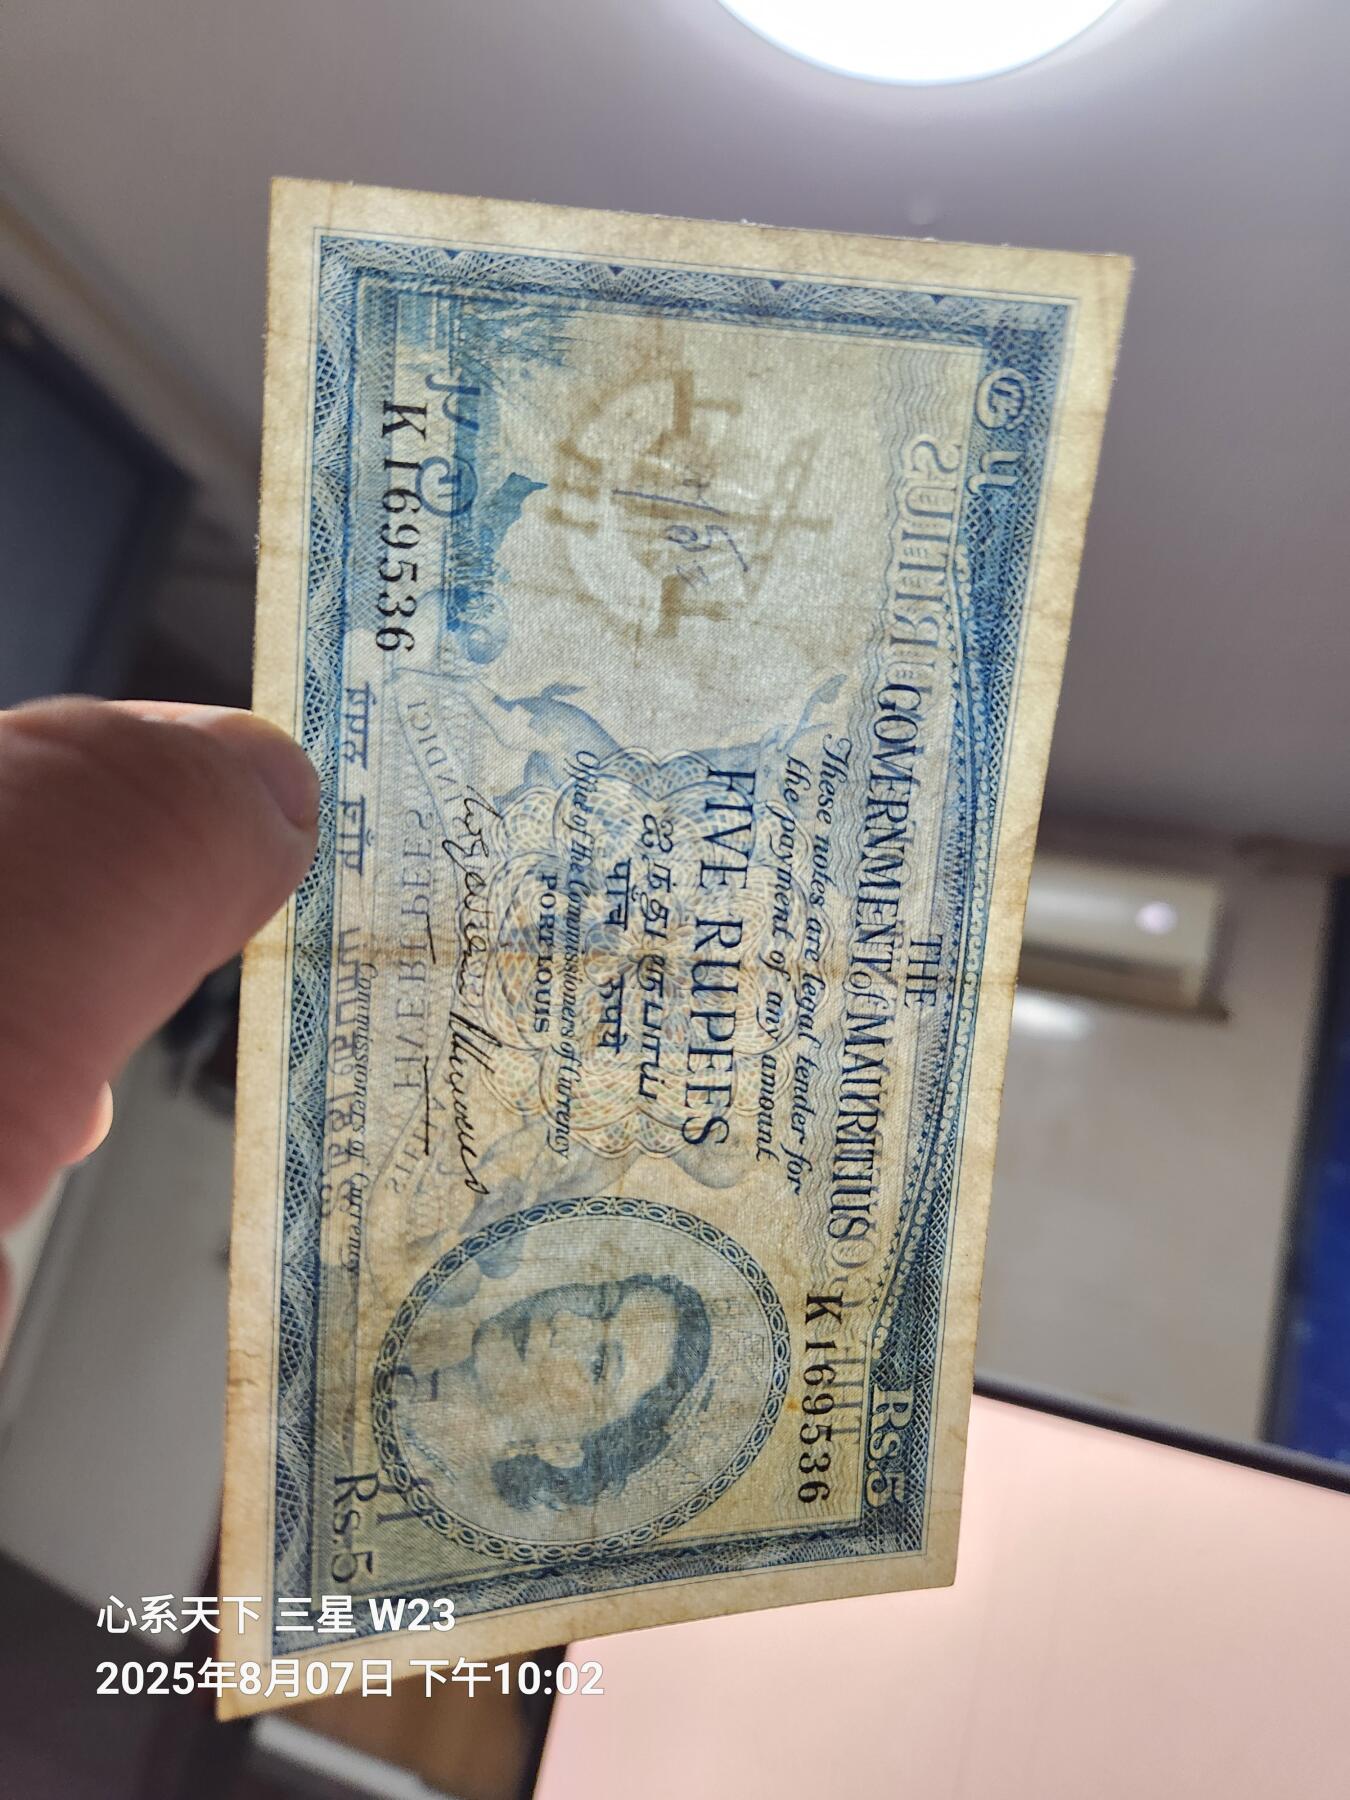 THE
GOVERNMENT of MAURITIUS
These notes are legal tender for
the payment of any amount
FIVE RUPEES
ஐந்து ரூபாய்
पांच रुपये
Office of the Commissioners of Currency
PORT LOUIS
Commissioners of Currency
K169536
K169536
Rs.5
Rs.5
心系天下 三星 W23
2025年8月07日 下午10:02